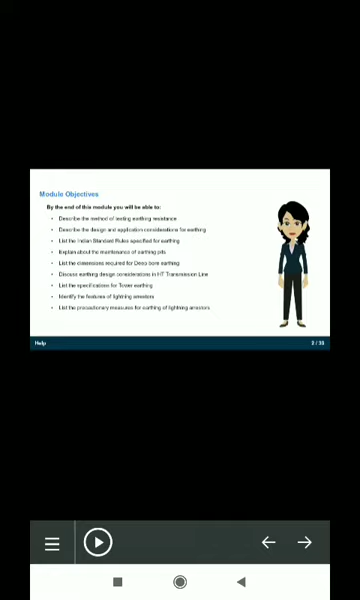 Module Objectives
By the end of this module you will be able to:
• Describe the method of testing earthing resistance
• Describe the design and application considerations for earthing
• List the Indian Standard Rules specified for earthing
• Explain about the maintenance of earthing pits
• List the clearances required for Deep bore earthing
• Discuss earthing design considerations in HT Transmission Line
• List the specifications for Tower earthing
• Identify the features of lightning arrestors
• List the precautionary measures for earthing of lightning arrestors
Help
2 / 33